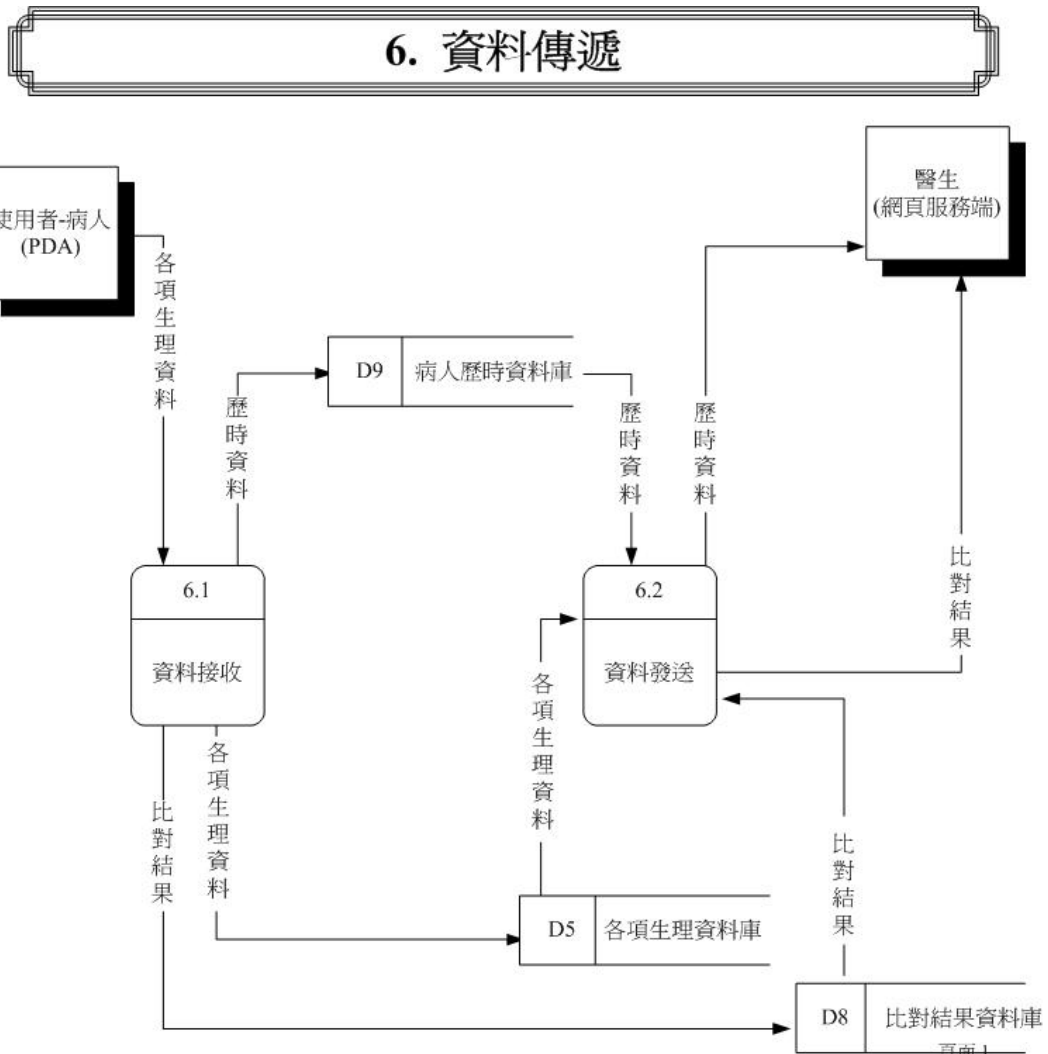 6. 資料傳遞
醫生
(網頁服務端)
使用者-病人
(PDA)
各項生理資料
D9
病人歷時資料庫
歷時資料
歷時資料
歷時資料
6.1
資料接收
6.2
資料發送
比對結果
各項生理資料
各項生理資料
比對結果
比對結果
D5
各項生理資料庫
D8
比對結果資料庫
頁面 1